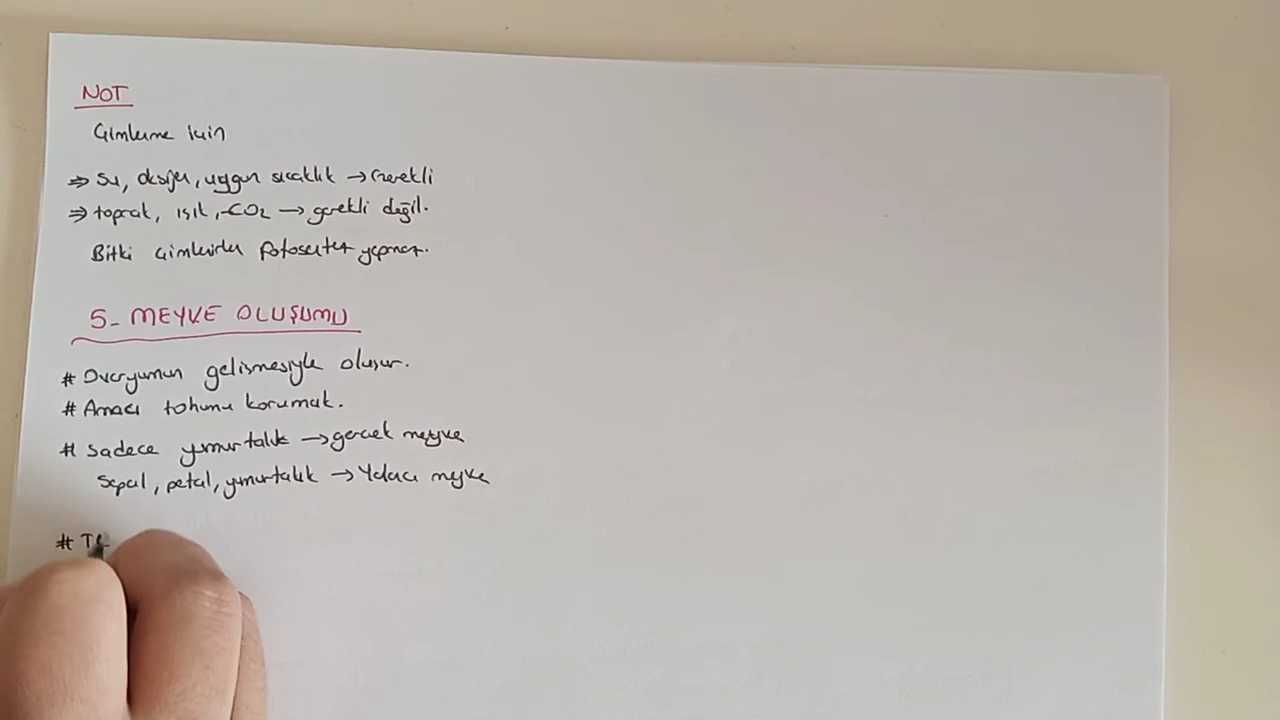 NOT
Çimlenme için
⇒ Su, oksijen, uygun sıcaklık → Gerekli
⇒ toprak, ışık, CO2 → gerekli değil.
Bitki çimlenirken fotosentez yapmaz.
5- MEYVE OLUŞUMU
# Ovaryumun gelişmesiyle oluşur.
# Amacı tohumu korumak.
# Sadece yumurtalık → gerçek meyve
Sepal, petal, yumurtalık → Yalancı meyve
#